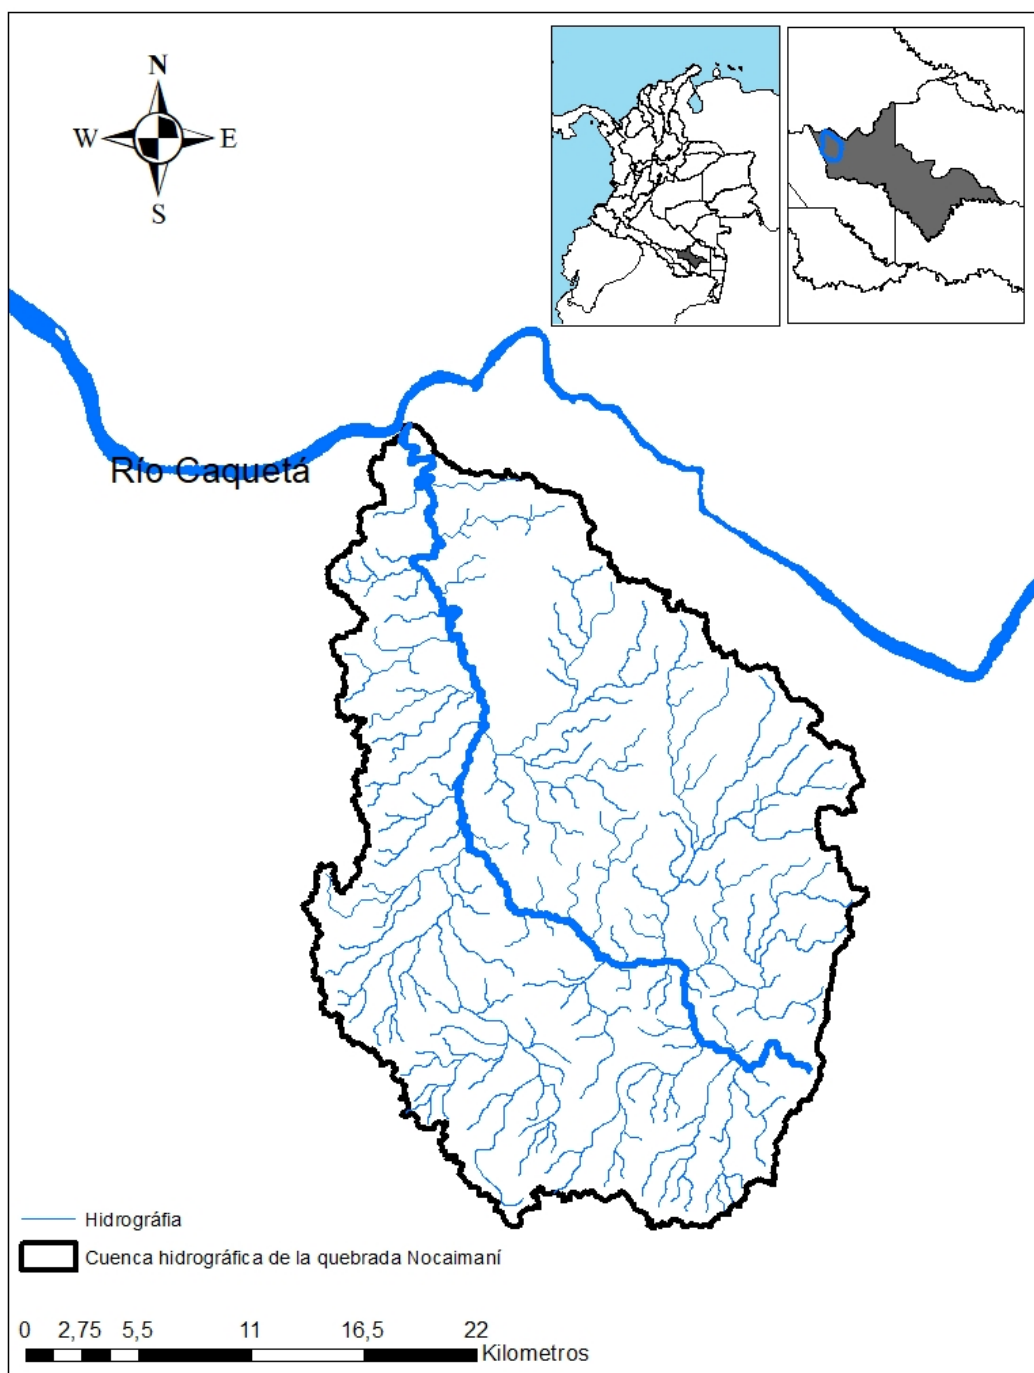 N
W E
S
Río Caquetá
Hidrográfia
Cuenca hidrográfica de la quebrada Nocaimaní
0 2,75 5,5 11 16,5 22
Kilometros